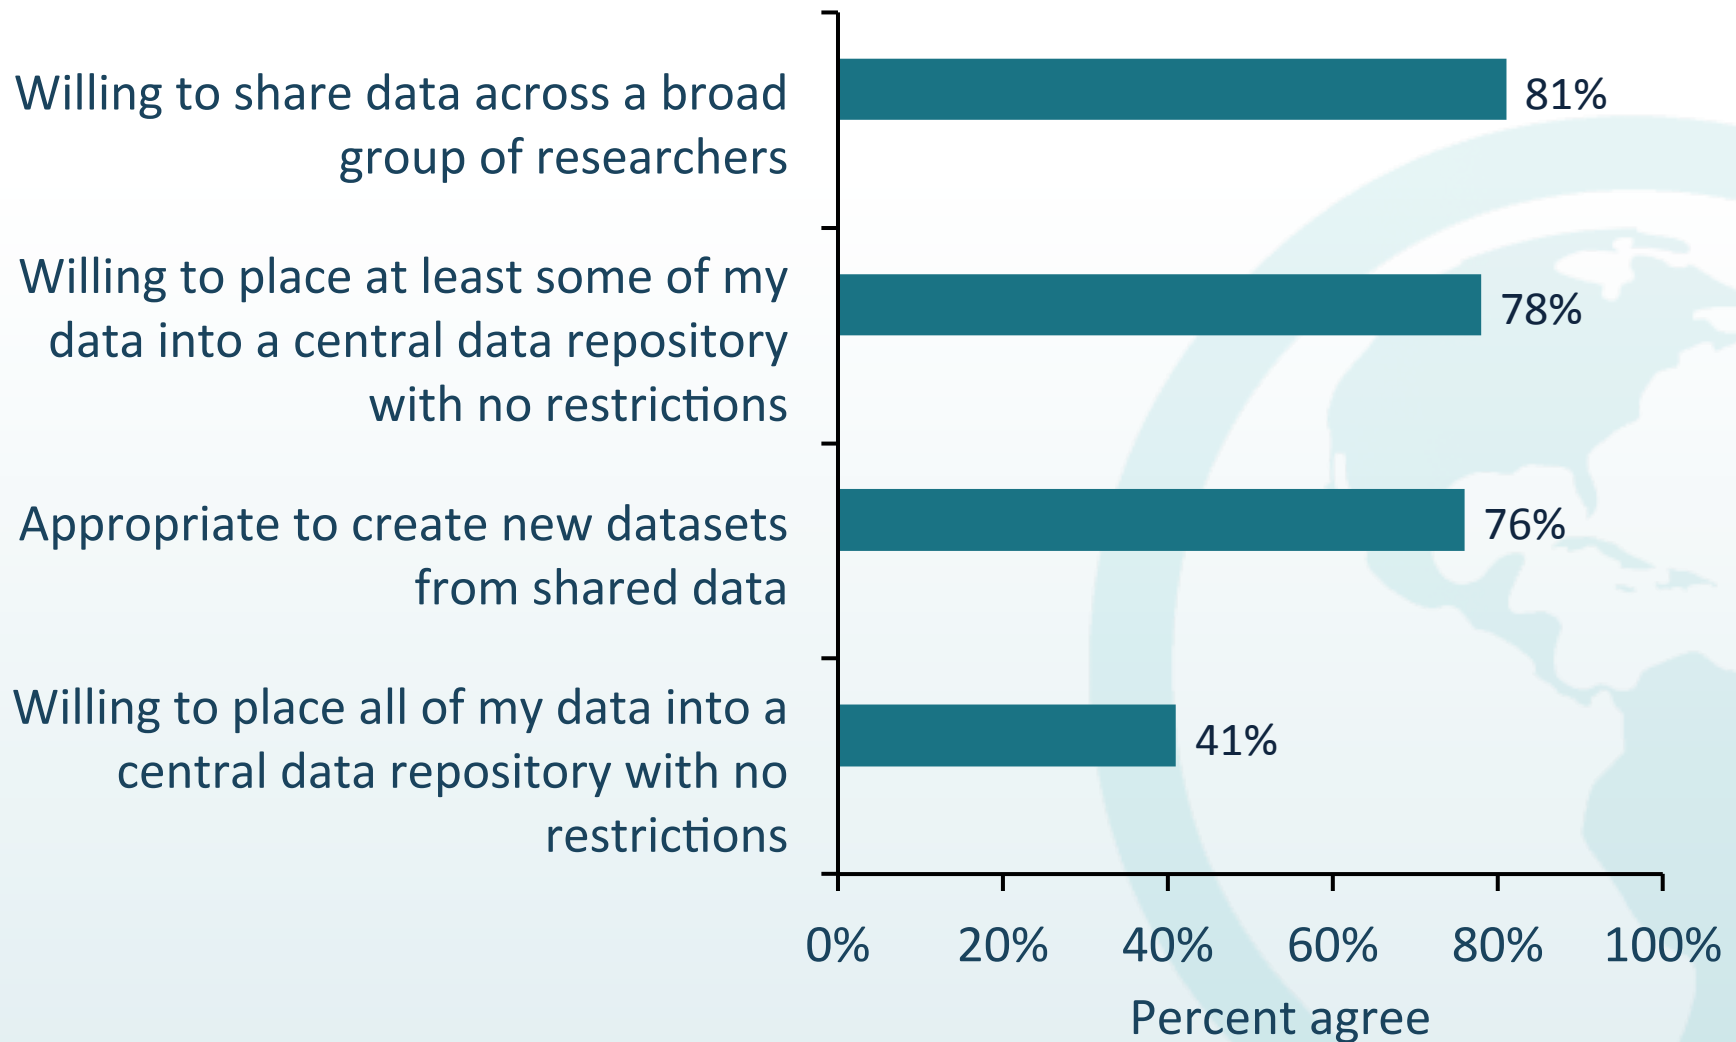 Willing to share data across a broad
group of researchers
81%
Willing to place at least some of my
data into a central data repository
with no restrictions
78%
Appropriate to create new datasets
from shared data
76%
Willing to place all of my data into a
central data repository with no
restrictions
41%
0% 20% 40% 60% 80% 100%
Percent agree